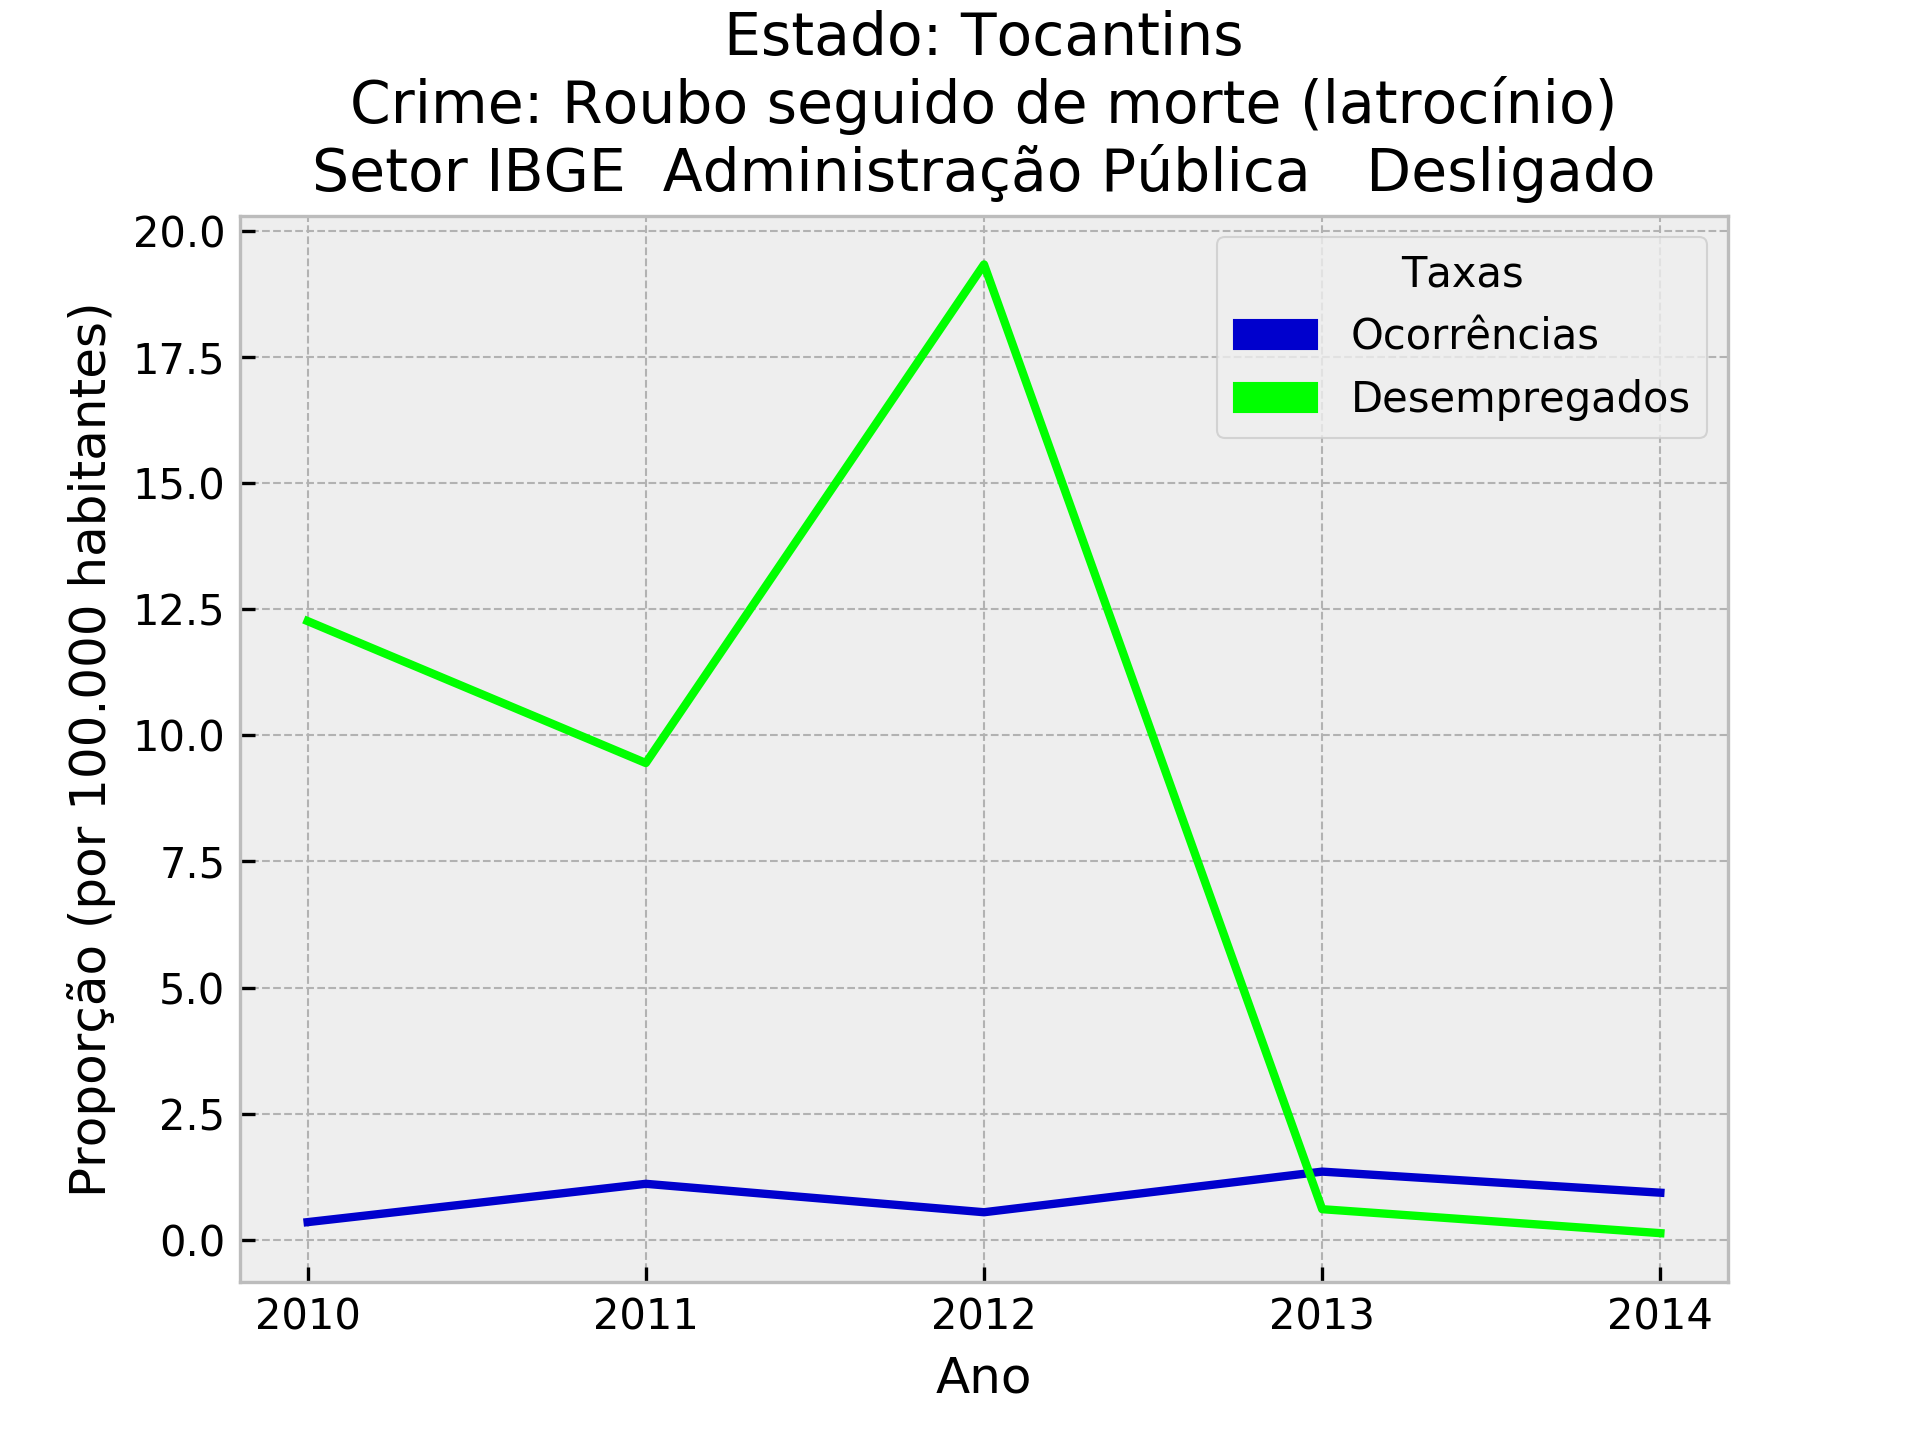 Estado: Tocantins
Crime: Roubo seguido de morte (latrocínio)
Setor IBGE  Administração Pública   Desligado
20.0
17.5
15.0
12.5
10.0
7.5
5.0
2.5
0.0
Proporção (por 100.000 habitantes)
Taxas
Ocorrências
Desempregados
2010 2011 2012 2013 2014
Ano